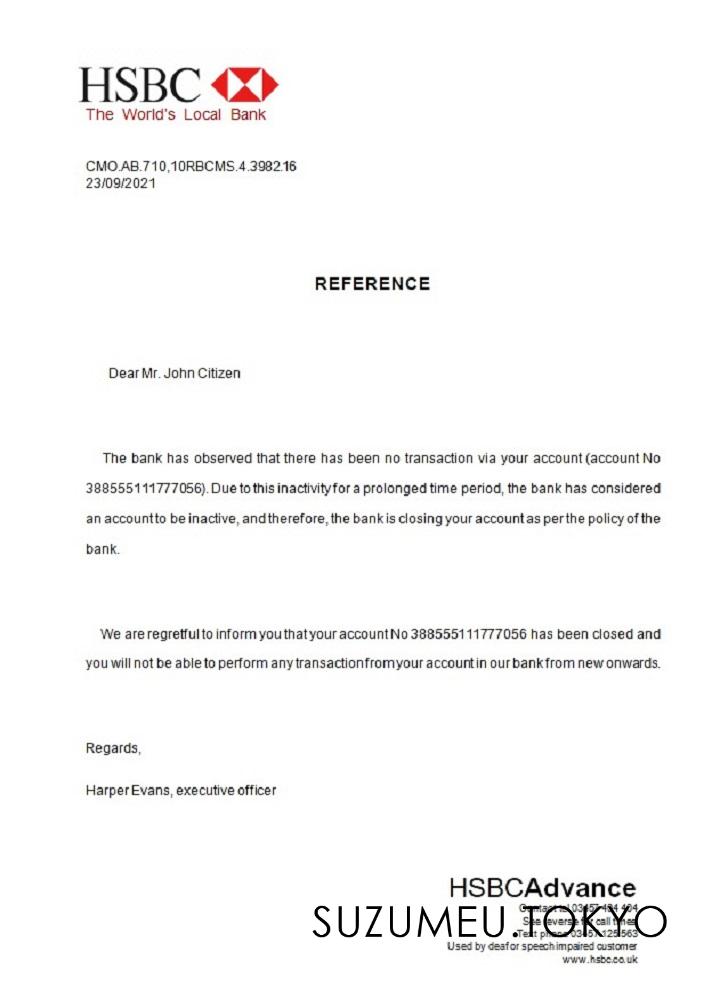 HSBC
The World's Local Bank
CMO.AB.710,10RBCMS.4.3982.16
23/09/2021
REFERENCE
Dear Mr. John Citizen
The bank has observed that there has been no transaction via your account (account No
388555111777056). Due to this inactivity for a prolonged time period, the bank has considered
an account to be inactive, and therefore, the bank is closing your account as per the policy of the
bank.
We are regretful to inform you that your account No 388555111777056 has been closed and
you will not be able to perform any transaction from your account in our bank from new onwards.
Regards,
Harper Evans, executive officer
HSBCAdvance
Contact tel 03457 404 404
See reverse for call times
SUZUMEU.TOKYO
Text phone 03457 125 563
Used by deaf or speech impaired customer
www.hsbc.co.uk